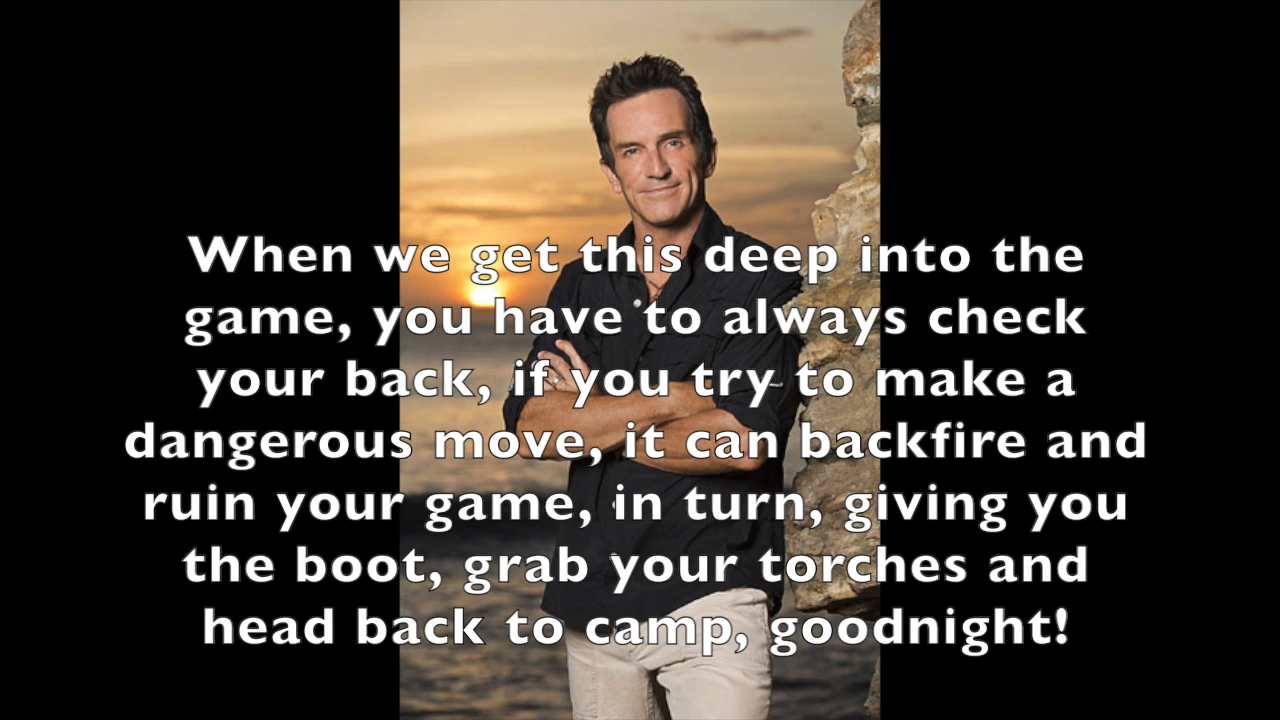 When we get this deep into the
game, you have to always check
your back, if you try to make a
dangerous move, it can backfire and
ruin your game, in turn, giving you
the boot, grab your torches and
head back to camp, goodnight!